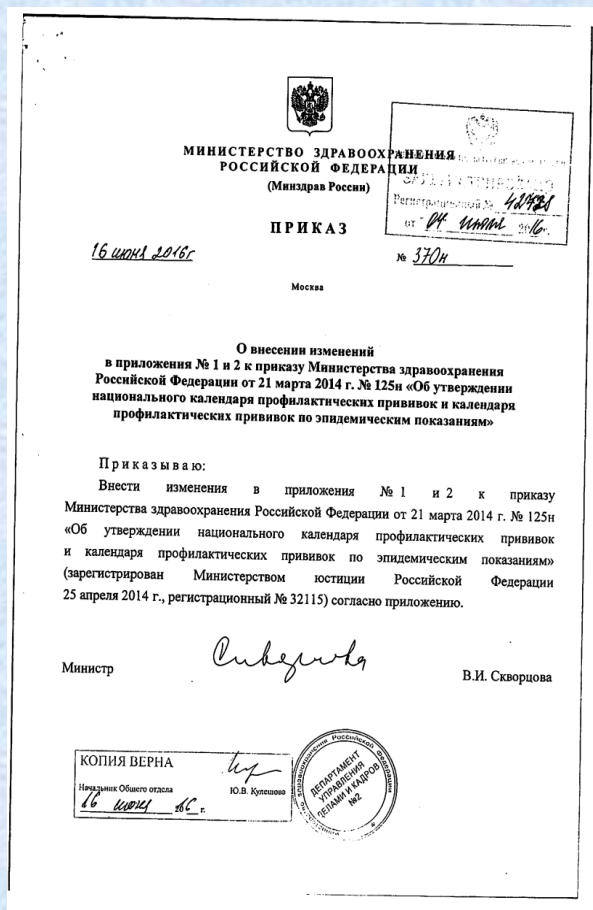 МИНИСТЕРСТВО ЗДРАВООХРАНЕНИЯ
РОССИЙСКОЙ ФЕДЕРАЦИИ
(Минздрав России)
Регистрационный № 42728
от "04 июля 2016г.
ПРИКАЗ
16 июня 2016г
№ 370н
Москва
О внесении изменений
в приложения № 1 и 2 к приказу Министерства здравоохранения
Российской Федерации от 21 марта 2014 г. № 125н «Об утверждении
национального календаря профилактических прививок и календаря
профилактических прививок по эпидемическим показаниям»
Приказываю:
Внести изменения в приложения № 1 и 2 к приказу
Министерства здравоохранения Российской Федерации от 21 марта 2014 г. № 125н
«Об утверждении национального календаря профилактических прививок
и календаря профилактических прививок по эпидемическим показаниям»
(зарегистрирован Министерством юстиции Российской Федерации
25 апреля 2014 г., регистрационный № 32115) согласно приложению.
Министр
В.И. Скворцова
КОПИЯ ВЕРНА
Начальник Общего отдела
Ю.В. Кулешова
16 июня 2016 г.
здравоохранения Российской Федерации
ДЕПАРТАМЕНТ
УПРАВЛЕНИЯ
ДЕЛАМИ И КАДРОВ
№2